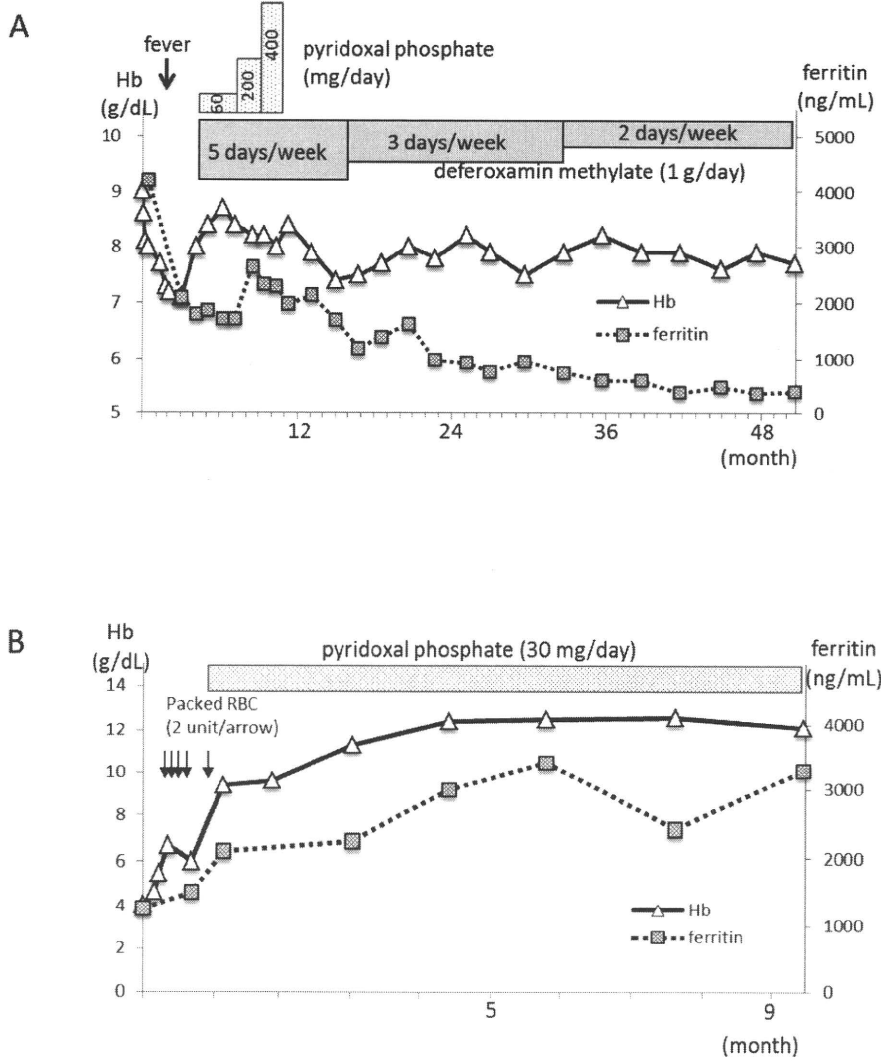 A
fever
pyridoxal phosphate
(mg/day)
60
200
400
Hb
(g/dL)
ferritin
(ng/mL)
5 days/week
3 days/week
2 days/week
deferoxamin methylate (1 g/day)
10
9
8
7
6
5
5000
4000
3000
2000
1000
0
Hb
ferritin
12
24
36
48
(month)
B
Hb
(g/dL)
pyridoxal phosphate (30 mg/day)
ferritin
(ng/mL)
Packed RBC
(2 unit/arrow)
14
12
10
8
6
4
2
0
4000
3000
2000
1000
0
Hb
ferritin
5
9
(month)